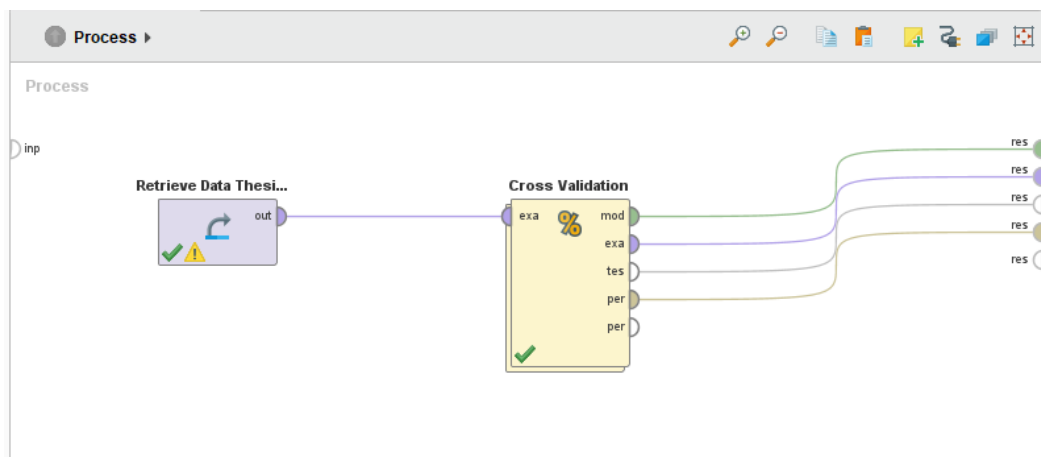 Process
Process
inp
Retrieve Data Thesi...
out
Cross Validation
exa
mod
exa
tes
per
per
res
res
res
res
res